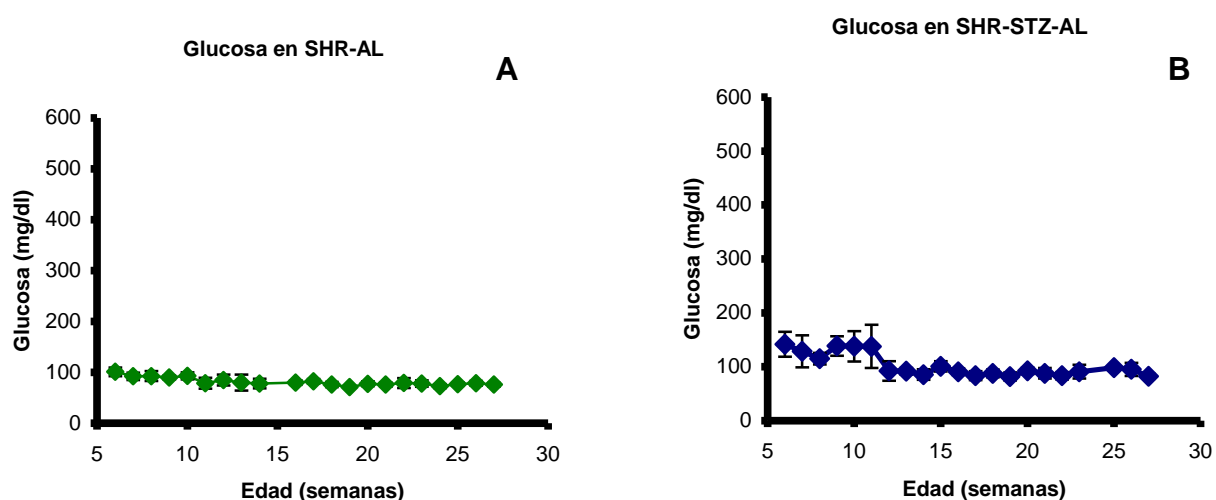 Glucosa en SHR-AL
A
600
500
400
300
200
100
0
5 10 15 20 25 30
Glucosa (mg/dl)
Edad (semanas)
Glucosa en SHR-STZ-AL
B
600
500
400
300
200
100
0
5 10 15 20 25 30
Glucosa (mg/dl)
Edad (semanas)